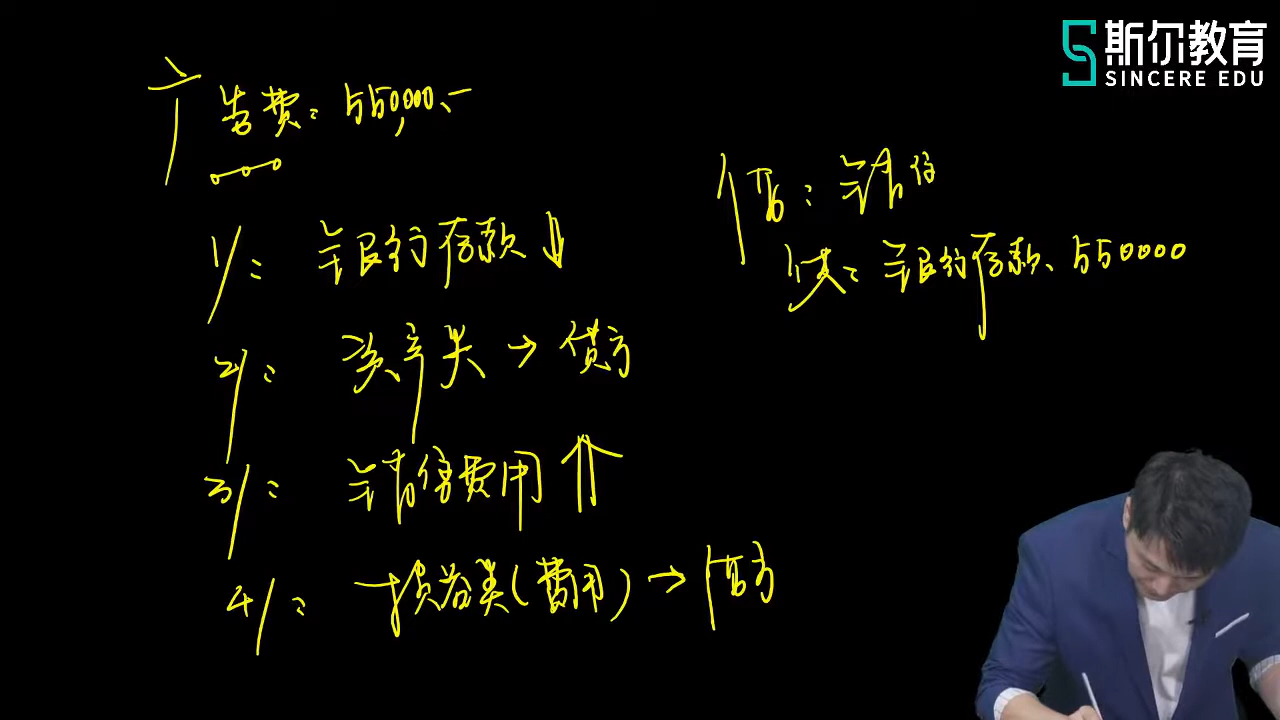 斯尔教育
SINCERE EDU
广告费：550,000.-
1/： 银行存款↓
2/： 资产类→贷方
3/： 销售费用↑
4/： 损益类(费用)→借方
借：销售
贷：银行存款 550000